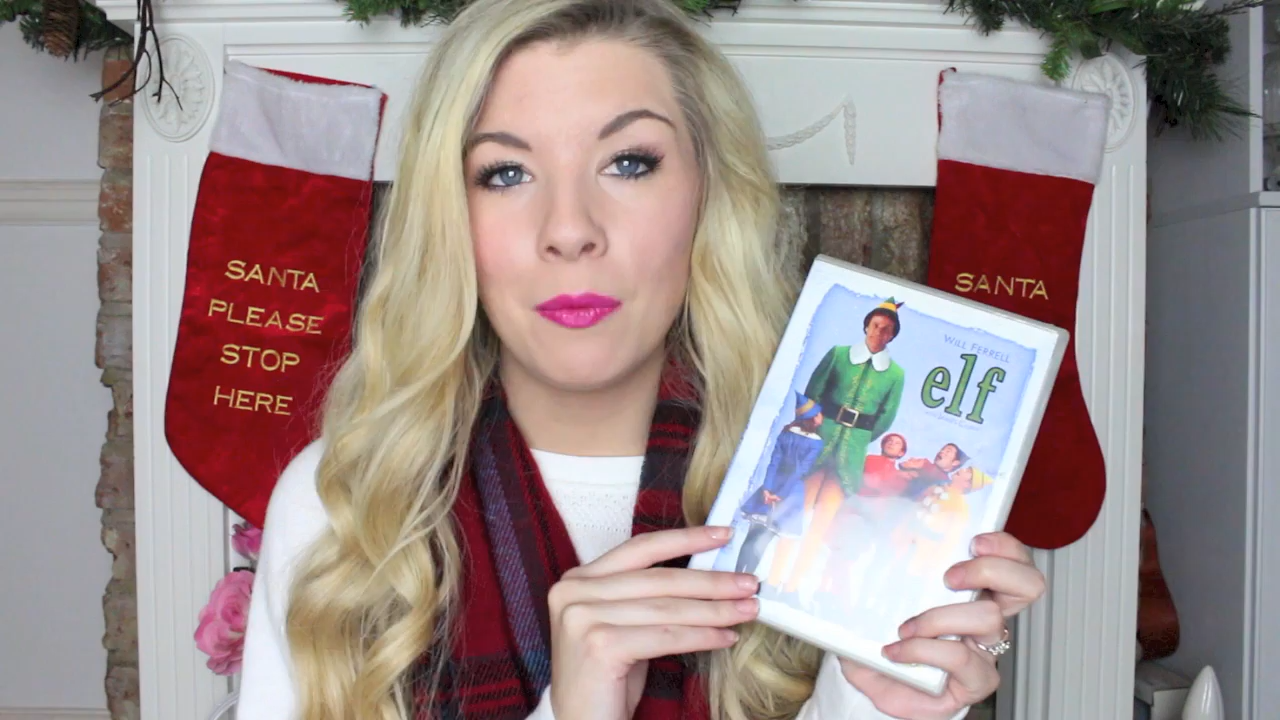 SANTA
PLEASE
STOP
HERE
WILL FERRELL
elf
SANTA